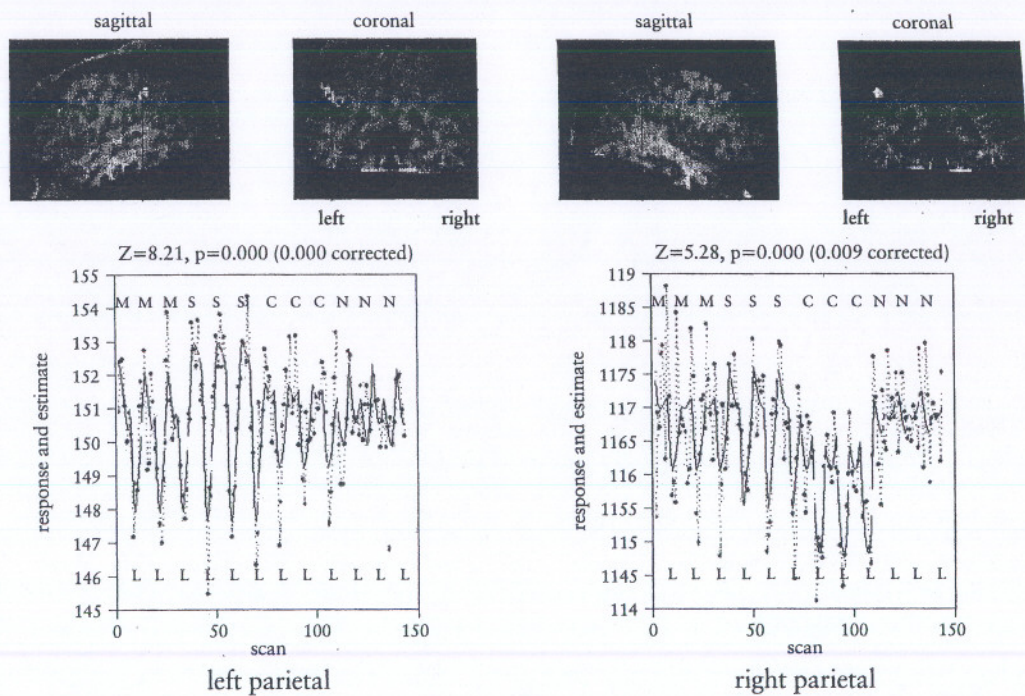 sagittal coronal sagittal coronal
left right left right
Z=8.21, p=0.000 (0.000 corrected)
155
154
153
152
151
150
149
148
147
146
145
response and estimate
M M M S S S C C C N N N
L L L L L L L L L L L L
0 50 100 150
scan
left parietal
Z=5.28, p=0.000 (0.009 corrected)
119
118
1185
117
1175
116
1165
115
1145
114
response and estimate
M M M S S S C C C N N N
L L L L L L L L L L L L
0 50 100 143
scan
right parietal